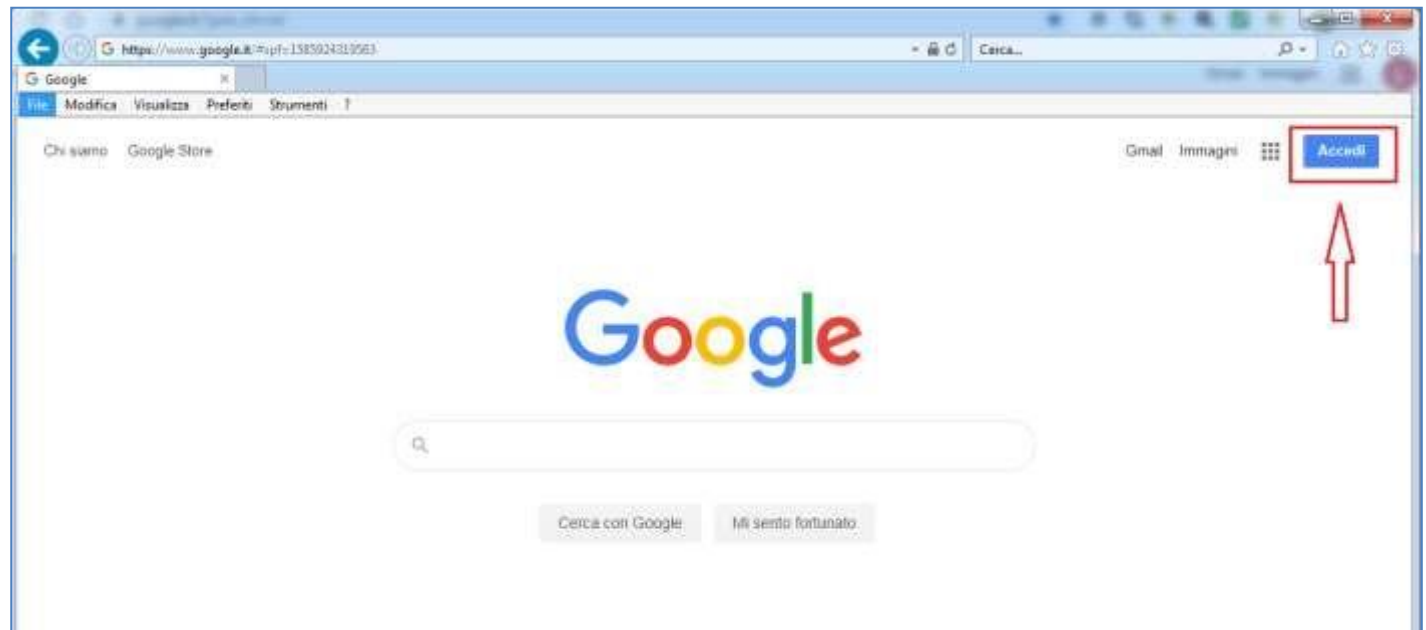 https://www.google.it/ Cerca...
G Google
File Modifica Visualizza Preferiti Strumenti ?
Chi siamo Google Store Gmail Immagini Accedi
Google
Cerca con Google Mi sento fortunato